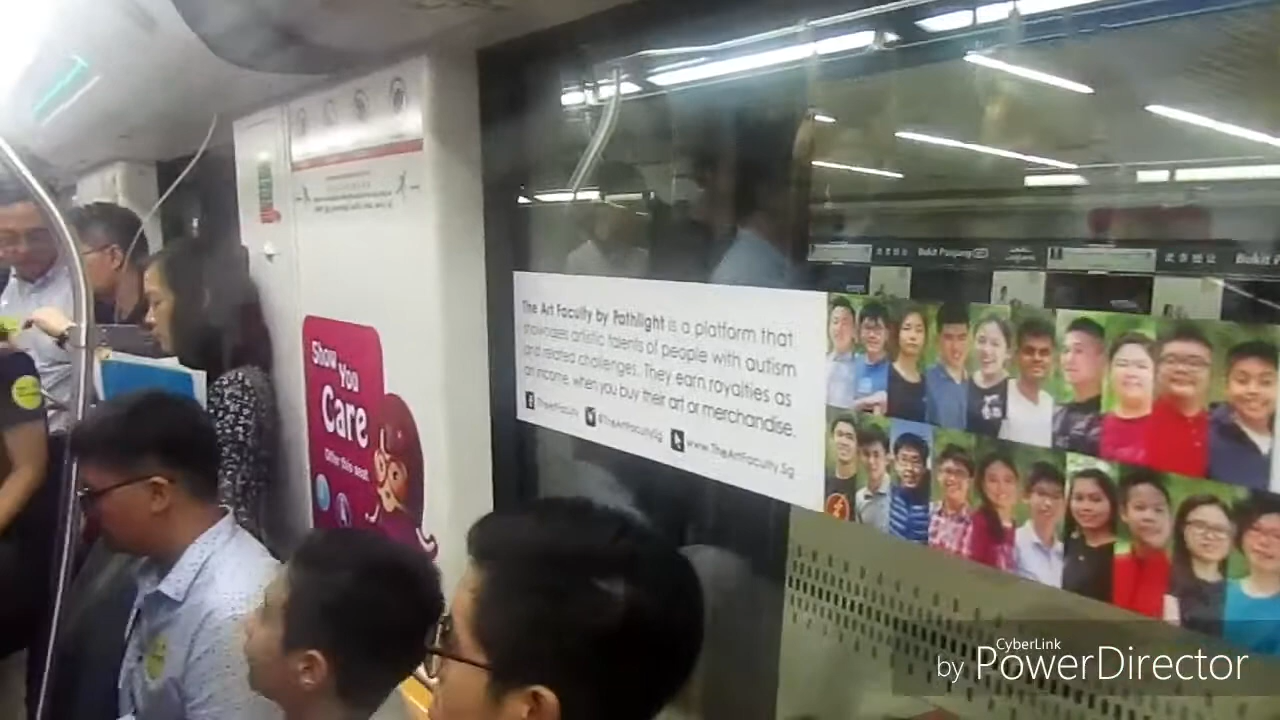 Show
You
Care
Offer this seat
The Art Faculty by Pathlight is a platform that
showcases artistic talents of people with autism
and related challenges. They earn royalties as
an income, when you buy their art or merchandise.
TheArtFaculty @TheArtFacultySg www.TheArtFaculty.Sg
Bukit Panjang
Bukit
CyberLink
by PowerDirector